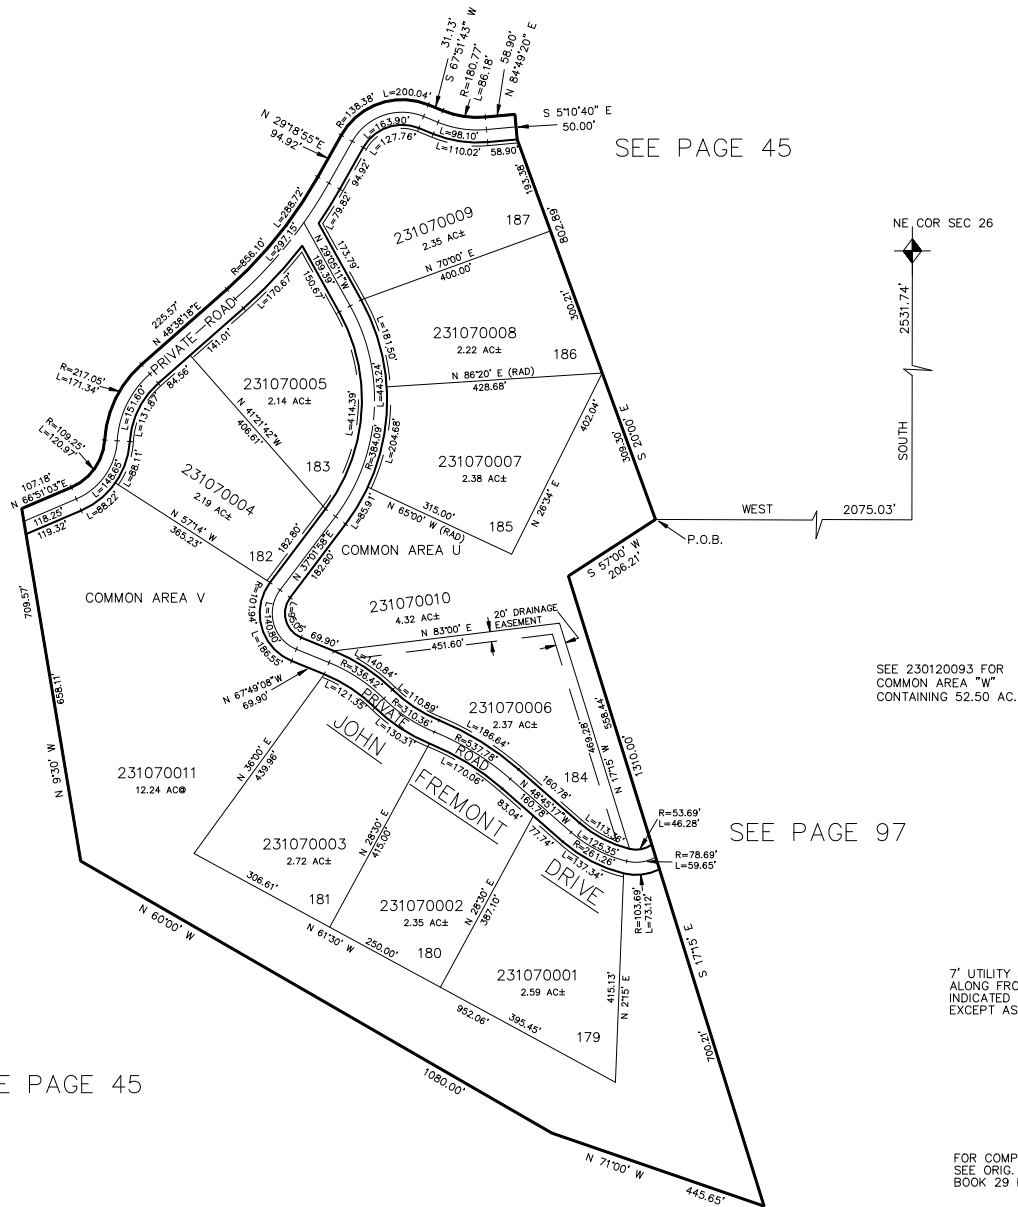 31.13'
S 67°51'43" W
R=180.77'
L=86.18'
58.90'
N 84°49'20" E
R=138.38'
L=200.04'
S 5°10'40" E
50.00'
L=163.90'
L=98.10'
L=127.76'
L=110.02'
58.90'
N 29°18'55"E
94.92'
SEE PAGE 45
94.92'
193.38'
L=288.72'
L=79.82'
231070009
2.35 AC±
187
802.89'
NE COR SEC 26
L=297.15'
R=856.10'
N 29°05'11"W
189.39'
173.79'
N 70°00' E
400.00'
150.67'
L=170.67'
2531.74'
300.21'
225.57'
N 48°38'18"E
PRIVATE ROAD
141.01'
L=181.50'
231070008
2.22 AC±
186
R=217.05'
L=171.34'
84.56'
231070005
2.14 AC±
L=443.24'
N 86°20' E (RAD)
428.68'
L=151.60'
L=131.87'
L=414.39'
402.04'
S 20°00' E
309.30'
SOUTH
R=109.25'
L=120.97'
N 41°21'42"W
406.61'
R=384.09'
L=204.68'
L=148.65'
L=88.11'
231070004
2.19 AC±
183
231070007
2.38 AC±
107.18'
N 66°51'03"E
118.25'
119.32'
L=88.22'
L=85.91'
315.00'
N 65°00' W (RAD)
185
N 26°34' E
WEST
2075.03'
P.O.B.
N 57°14' W
365.23'
182
182.80'
N 37°01'58"E
182.80'
COMMON AREA U
S 57°00' W
206.21'
709.57'
COMMON AREA V
R=101.94'
L=140.80'
L=95.05'
L=186.55'
231070010
4.32 AC±
20' DRAINAGE
EASEMENT
69.90'
N 83°00' E
451.60'
658.11'
N 67°49'08"W
69.90'
L=140.84'
R=336.42'
L=121.35'
SEE 230120093 FOR
COMMON AREA "W"
CONTAINING 52.50 AC.
L=110.89'
R=310.36'
L=130.31'
PRIVATE
ROAD
231070006
2.37 AC±
558.44'
469.28'
1310.00'
N 17°15' W
JOHN
FREMONT
DRIVE
L=186.64'
R=537.78'
L=170.06'
N 9°30' W
231070011
12.24 AC@
N 36°00' E
439.96'
160.78'
N 48°45'17"W
160.78'
184
83.04'
77.74'
L=125.35'
R=261.26'
L=137.34'
R=53.69'
L=46.28'
SEE PAGE 97
R=78.69'
L=59.65'
R=103.69'
L=73.12'
231070003
2.72 AC±
N 28°30' E
415.00'
306.61'
181
231070002
2.35 AC±
N 28°30' E
387.10'
N 61°30' W
250.00'
180
N 60°00' W
231070001
2.59 AC±
415.13'
N 2°15' E
S 17°15' E
700.21'
7' UTILITY
ALONG FRO
INDICATED
EXCEPT AS
952.06'
395.45'
179
1080.00'
E PAGE 45
N 71°00' W
445.65'
FOR COMP
SEE ORIG.
BOOK 29